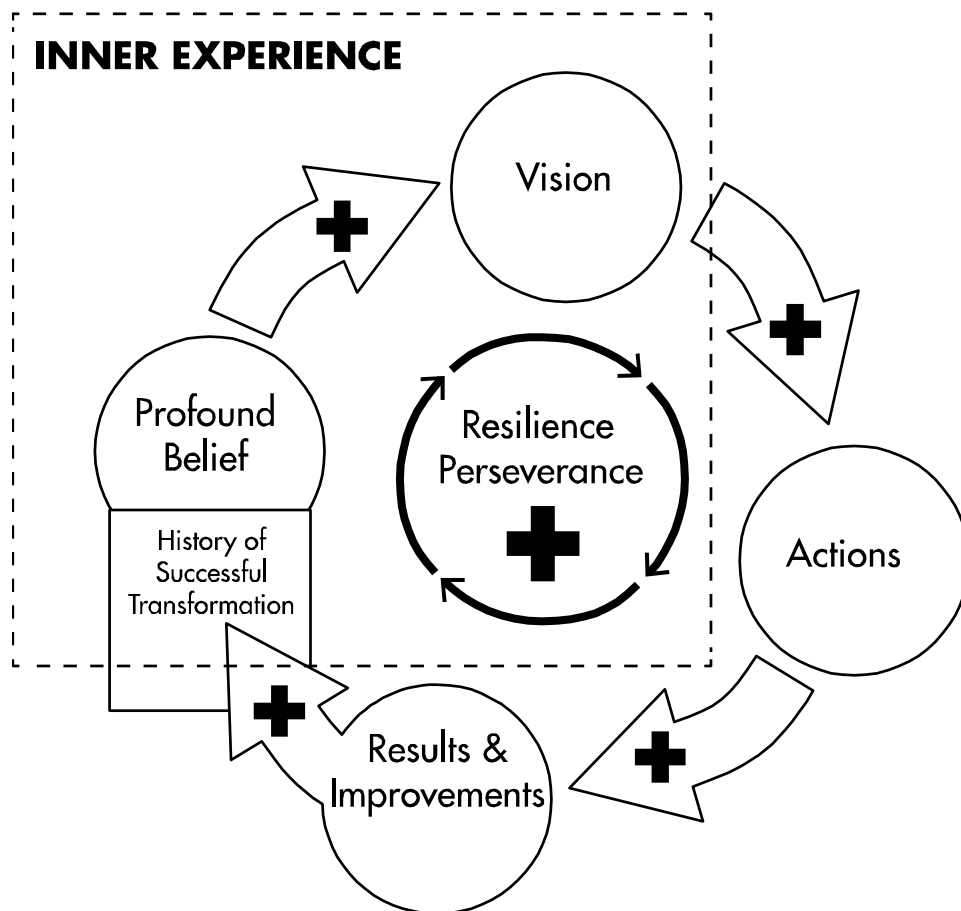 INNER EXPERIENCE
Vision
Profound
Belief
Resilience
Perseverance
History of
Successful
Transformation
Actions
Results &
Improvements